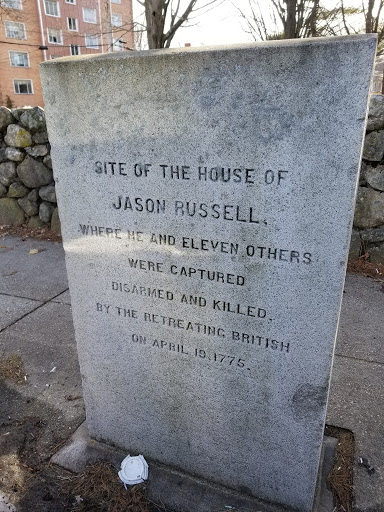 SITE OF THE HOUSE OF
JASON RUSSELL.
WHERE HE AND ELEVEN OTHERS
WERE CAPTURED
DISARMED AND KILLED.
BY THE RETREATING BRITISH
ON APRIL 19.1775.